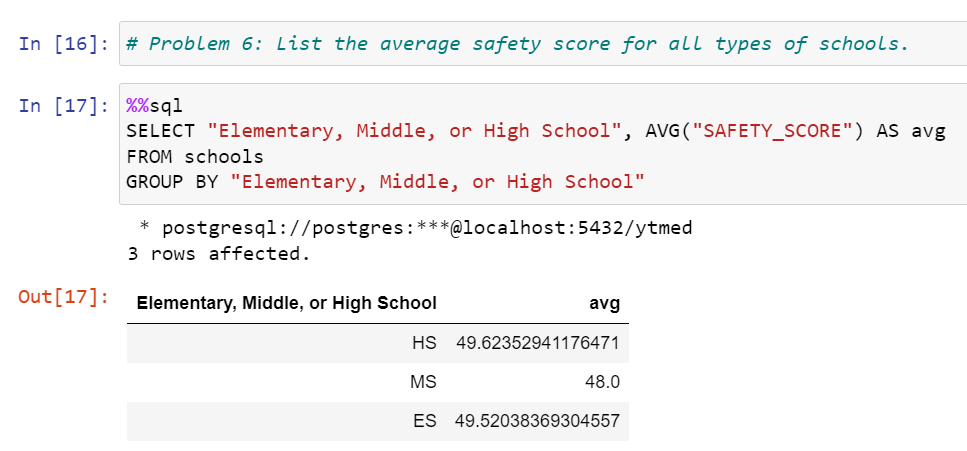 In [16]: # Problem 6: List the average safety score for all types of schools.
In [17]: %%sql
SELECT "Elementary, Middle, or High School", AVG("SAFETY_SCORE") AS avg
FROM schools
GROUP BY "Elementary, Middle, or High School"
* postgresql://postgres:***@localhost:5432/ytmed
3 rows affected.
Out[17]: Elementary, Middle, or High School avg
HS 49.62352941176471
MS 48.0
ES 49.52038369304557